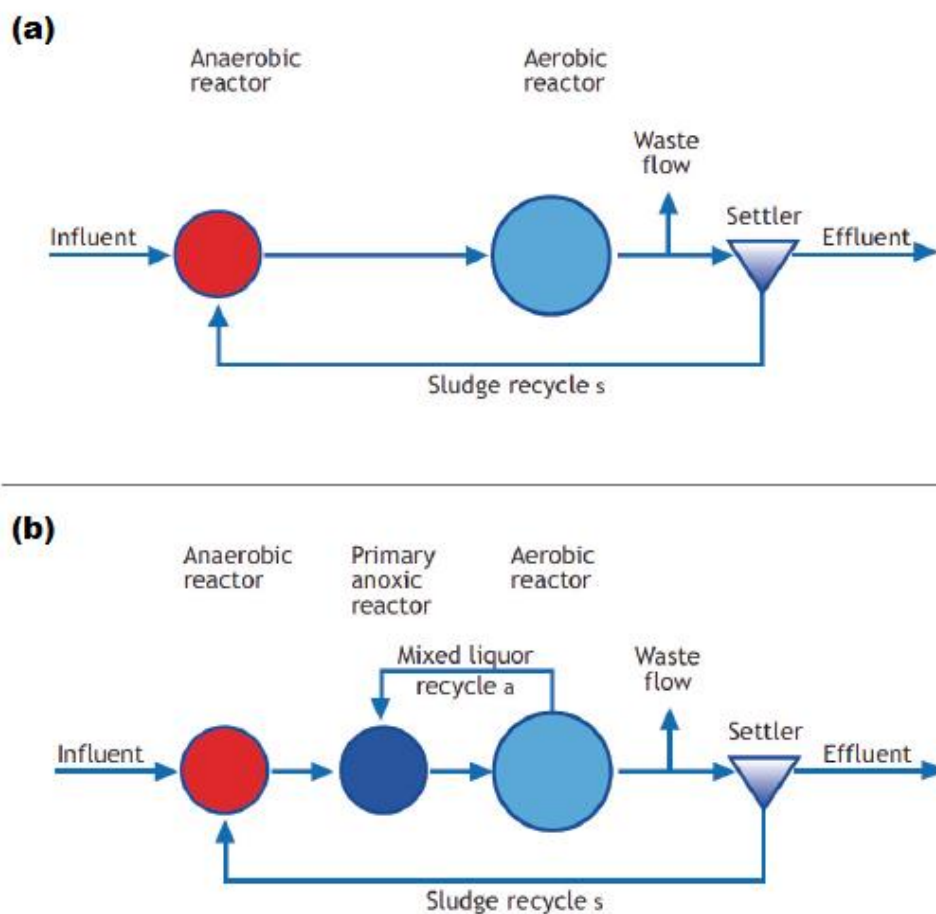 (a)
Anaerobic
reactor
Aerobic
reactor
Waste
flow
Settler
Influent
Effluent
Sludge recycle s
(b)
Anaerobic
reactor
Primary
anoxic
reactor
Aerobic
reactor
Mixed liquor
recycle a
Waste
flow
Settler
Influent
Effluent
Sludge recycle s